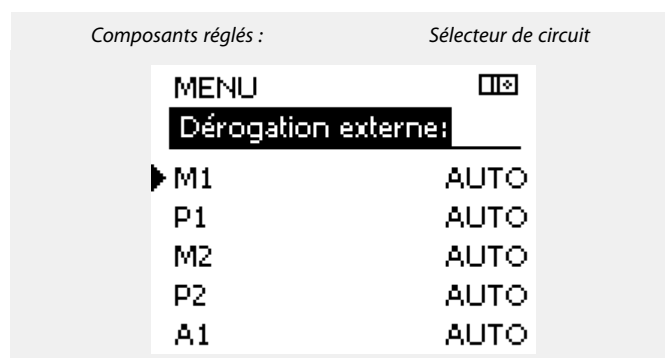 Composants réglés : Sélecteur de circuit
MENU
Dérogation externe:
M1 AUTO
P1 AUTO
M2 AUTO
P2 AUTO
A1 AUTO